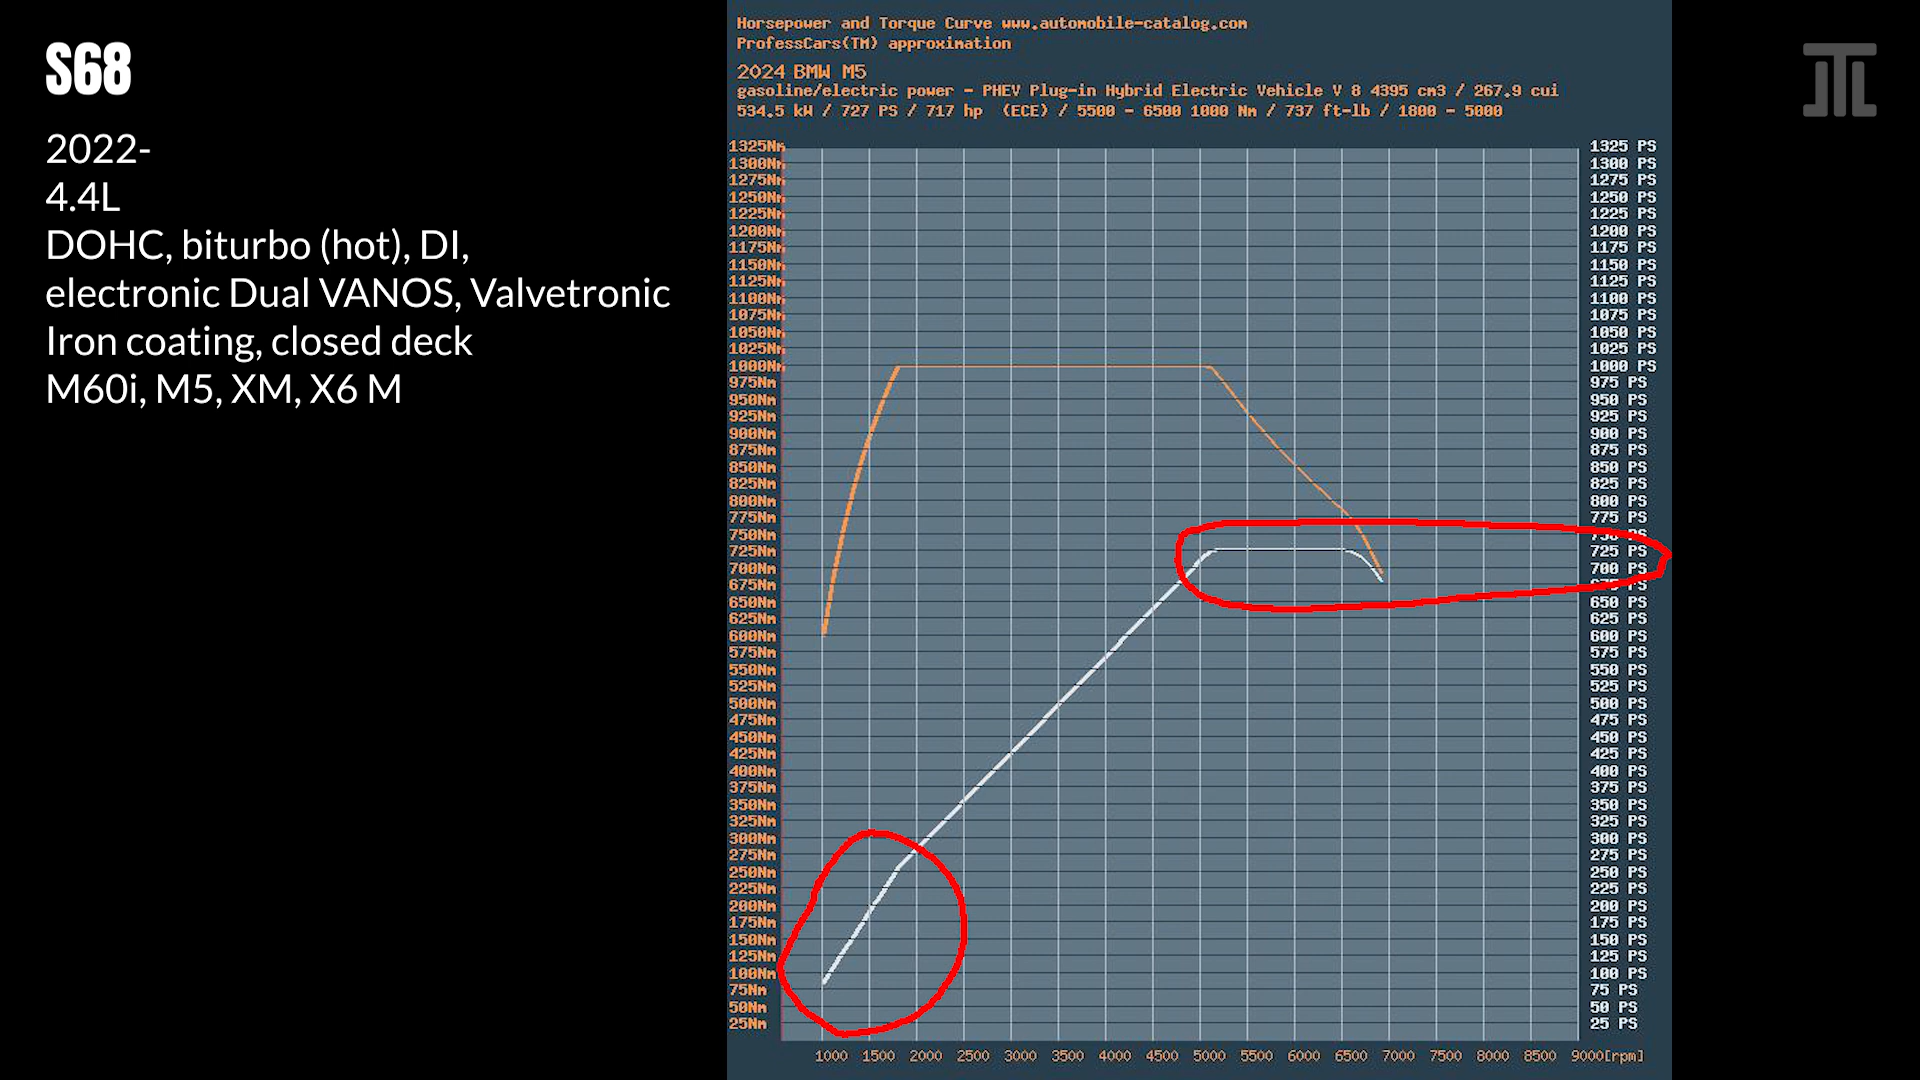 S68
2022-
4.4L
DOHC, biturbo (hot), DI,
electronic Dual VANOS, Valvetronic
Iron coating, closed deck
M60i, M5, XM, X6 M
Horsepower and Torque Curve www.automobile-catalog.com
ProfessCars(TM) approximation
2024 BMW M5
gasoline/electric power - PHEV Plug-in Hybrid Electric Vehicle V 8 4395 cm3 / 267.9 cui
534.5 kW / 727 PS / 717 hp (ECE) / 5500 - 6500 1000 Nm / 737 ft-lb / 1800 - 5000
1325Nm 1325 PS
1300Nm 1300 PS
1275Nm 1275 PS
1250Nm 1250 PS
1225Nm 1225 PS
1200Nm 1200 PS
1175Nm 1175 PS
1150Nm 1150 PS
1125Nm 1125 PS
1100Nm 1100 PS
1075Nm 1075 PS
1050Nm 1050 PS
1025Nm 1025 PS
1000Nm 1000 PS
975Nm 975 PS
950Nm 950 PS
925Nm 925 PS
900Nm 900 PS
875Nm 875 PS
850Nm 850 PS
825Nm 825 PS
800Nm 800 PS
775Nm 775 PS
750Nm 750 PS
725Nm 725 PS
700Nm 700 PS
675Nm 675 PS
650Nm 650 PS
625Nm 625 PS
600Nm 600 PS
575Nm 575 PS
550Nm 550 PS
525Nm 525 PS
500Nm 500 PS
475Nm 475 PS
450Nm 450 PS
425Nm 425 PS
400Nm 400 PS
375Nm 375 PS
350Nm 350 PS
325Nm 325 PS
300Nm 300 PS
275Nm 275 PS
250Nm 250 PS
225Nm 225 PS
200Nm 200 PS
175Nm 175 PS
150Nm 150 PS
125Nm 125 PS
100Nm 100 PS
75Nm 75 PS
50Nm 50 PS
25Nm 25 PS
1000 1500 2000 2500 3000 3500 4000 4500 5000 5500 6000 6500 7000 7500 8000 8500 9000[rpm]